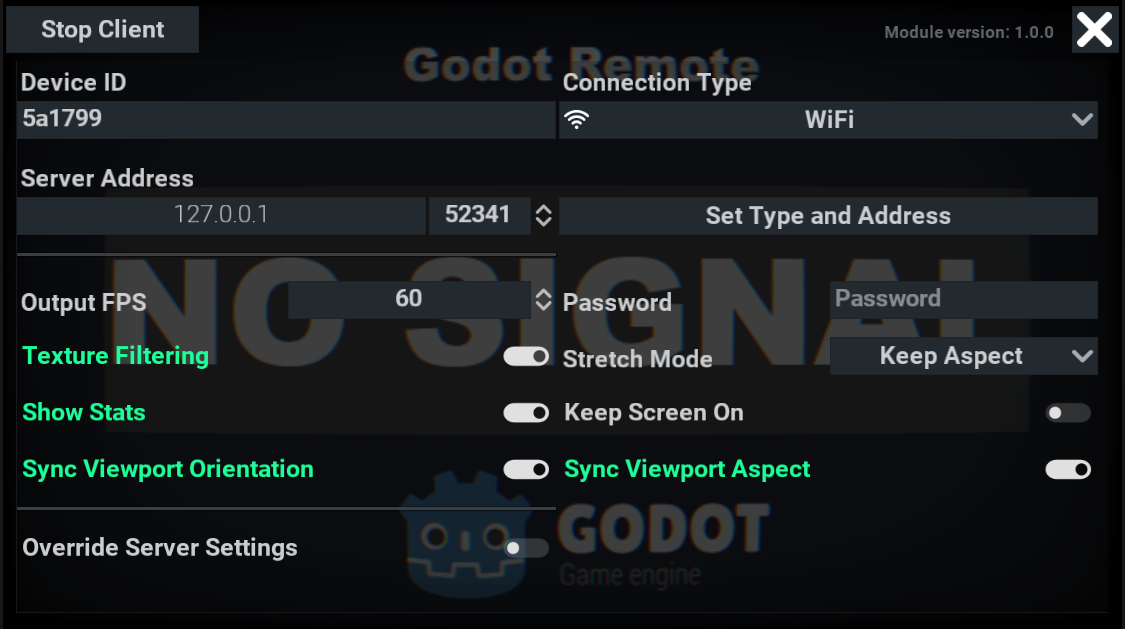 Stop Client
Module version: 1.0.0
Godot Remote
Device ID
Connection Type
5a1799
WiFi
Server Address
127.0.0.1
52341
Set Type and Address
NO SIGNAL
Output FPS
60
Password
Password
Texture Filtering
Stretch Mode
Keep Aspect
Show Stats
Keep Screen On
Sync Viewport Orientation
Sync Viewport Aspect
GODOT
Override Server Settings
Game engine